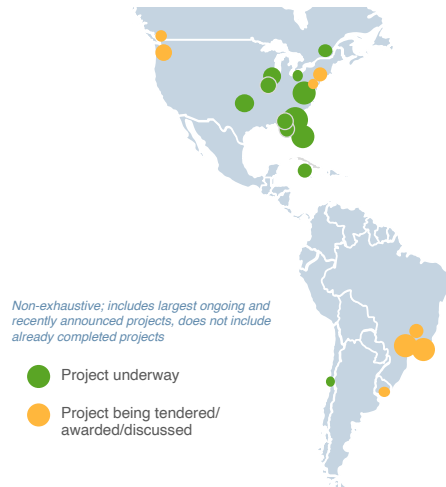 Non-exhaustive; includes largest ongoing and
recently announced projects, does not include
already completed projects
Project underway
Project being tendered/
awarded/discussed